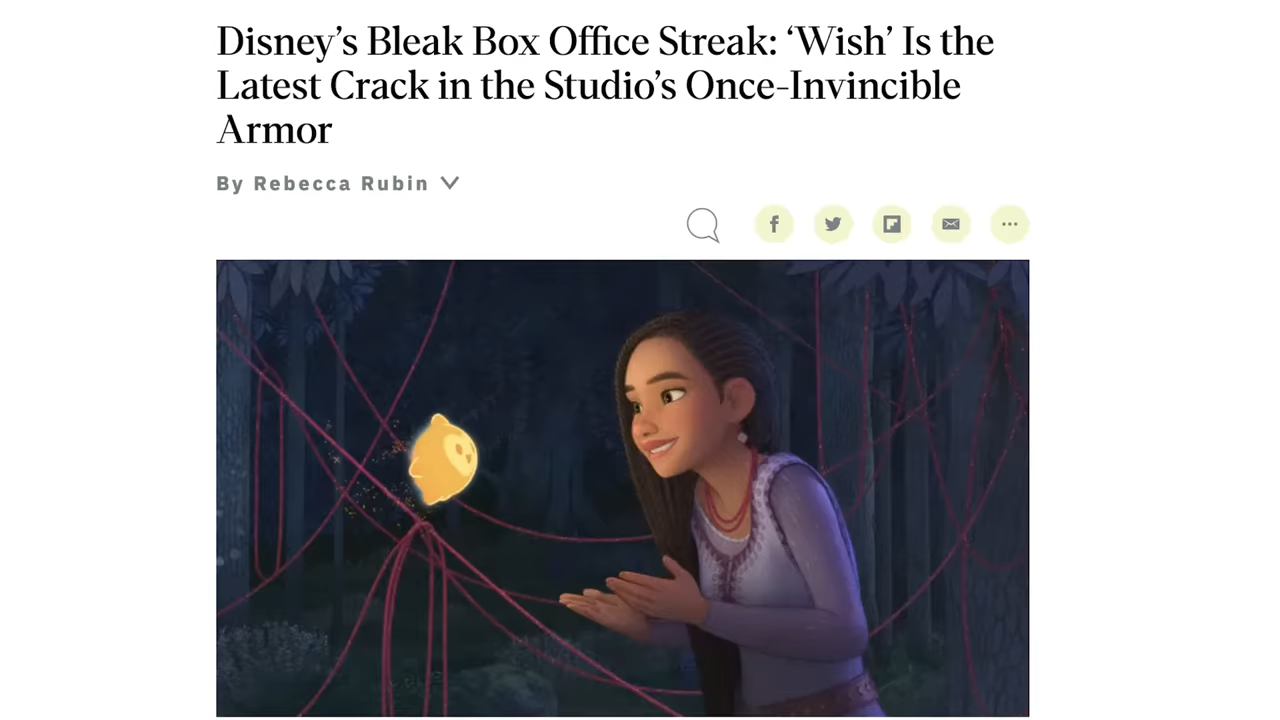 Disney’s Bleak Box Office Streak: ‘Wish’ Is the
Latest Crack in the Studio’s Once-Invincible
Armor
By Rebecca Rubin